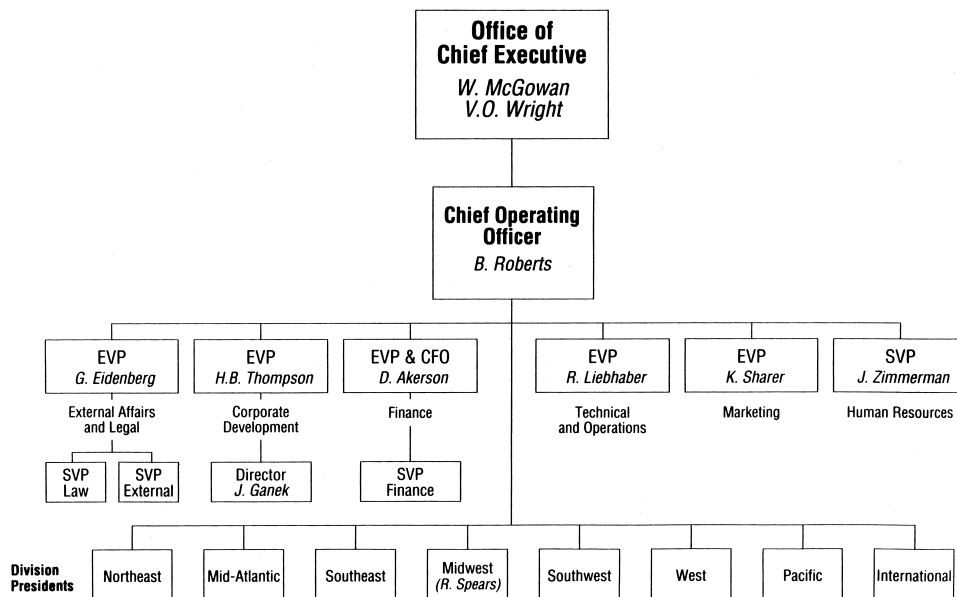 Office of
Chief Executive
W. McGowan
V.O. Wright
Chief Operating
Officer
B. Roberts
EVP
G. Eidenberg
EVP
H.B. Thompson
EVP & CFO
D. Akerson
EVP
R. Liebhaber
EVP
K. Sharer
SVP
J. Zimmerman
External Affairs
and Legal
Corporate
Development
Finance
Technical
and Operations
Marketing
Human Resources
SVP
Law
SVP
External
Director
J. Ganek
SVP
Finance
Division
Presidents
Northeast
Mid-Atlantic
Southeast
Midwest
(R. Spears)
Southwest
West
Pacific
International